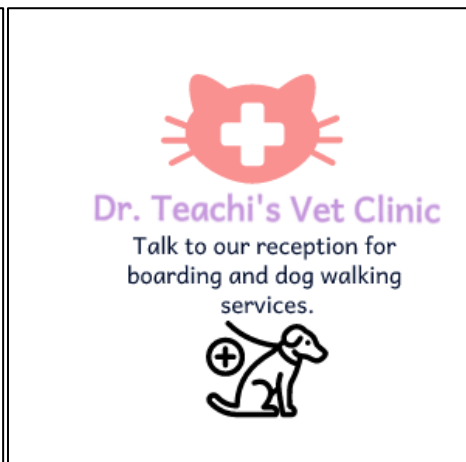 Dr. Teachi's Vet Clinic
Talk to our reception for
boarding and dog walking
services.